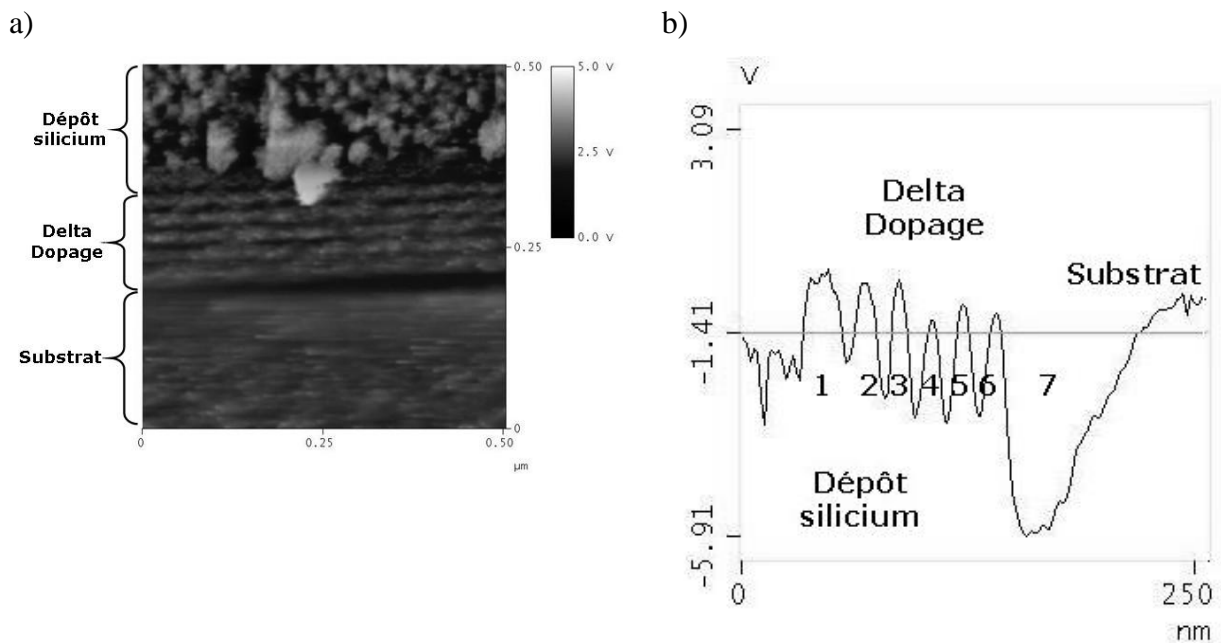 a)
Dépôt
silicium
Delta
Dopage
Substrat
0.50
5.0 V
2.5 V
0.25
0.0 V
0
0
0.25
0.50
µm
b)
V
3.09
-1.41
-5.91
Delta
Dopage
Substrat
1 2 3 4 5 6 7
Dépôt
silicium
0
250
nm